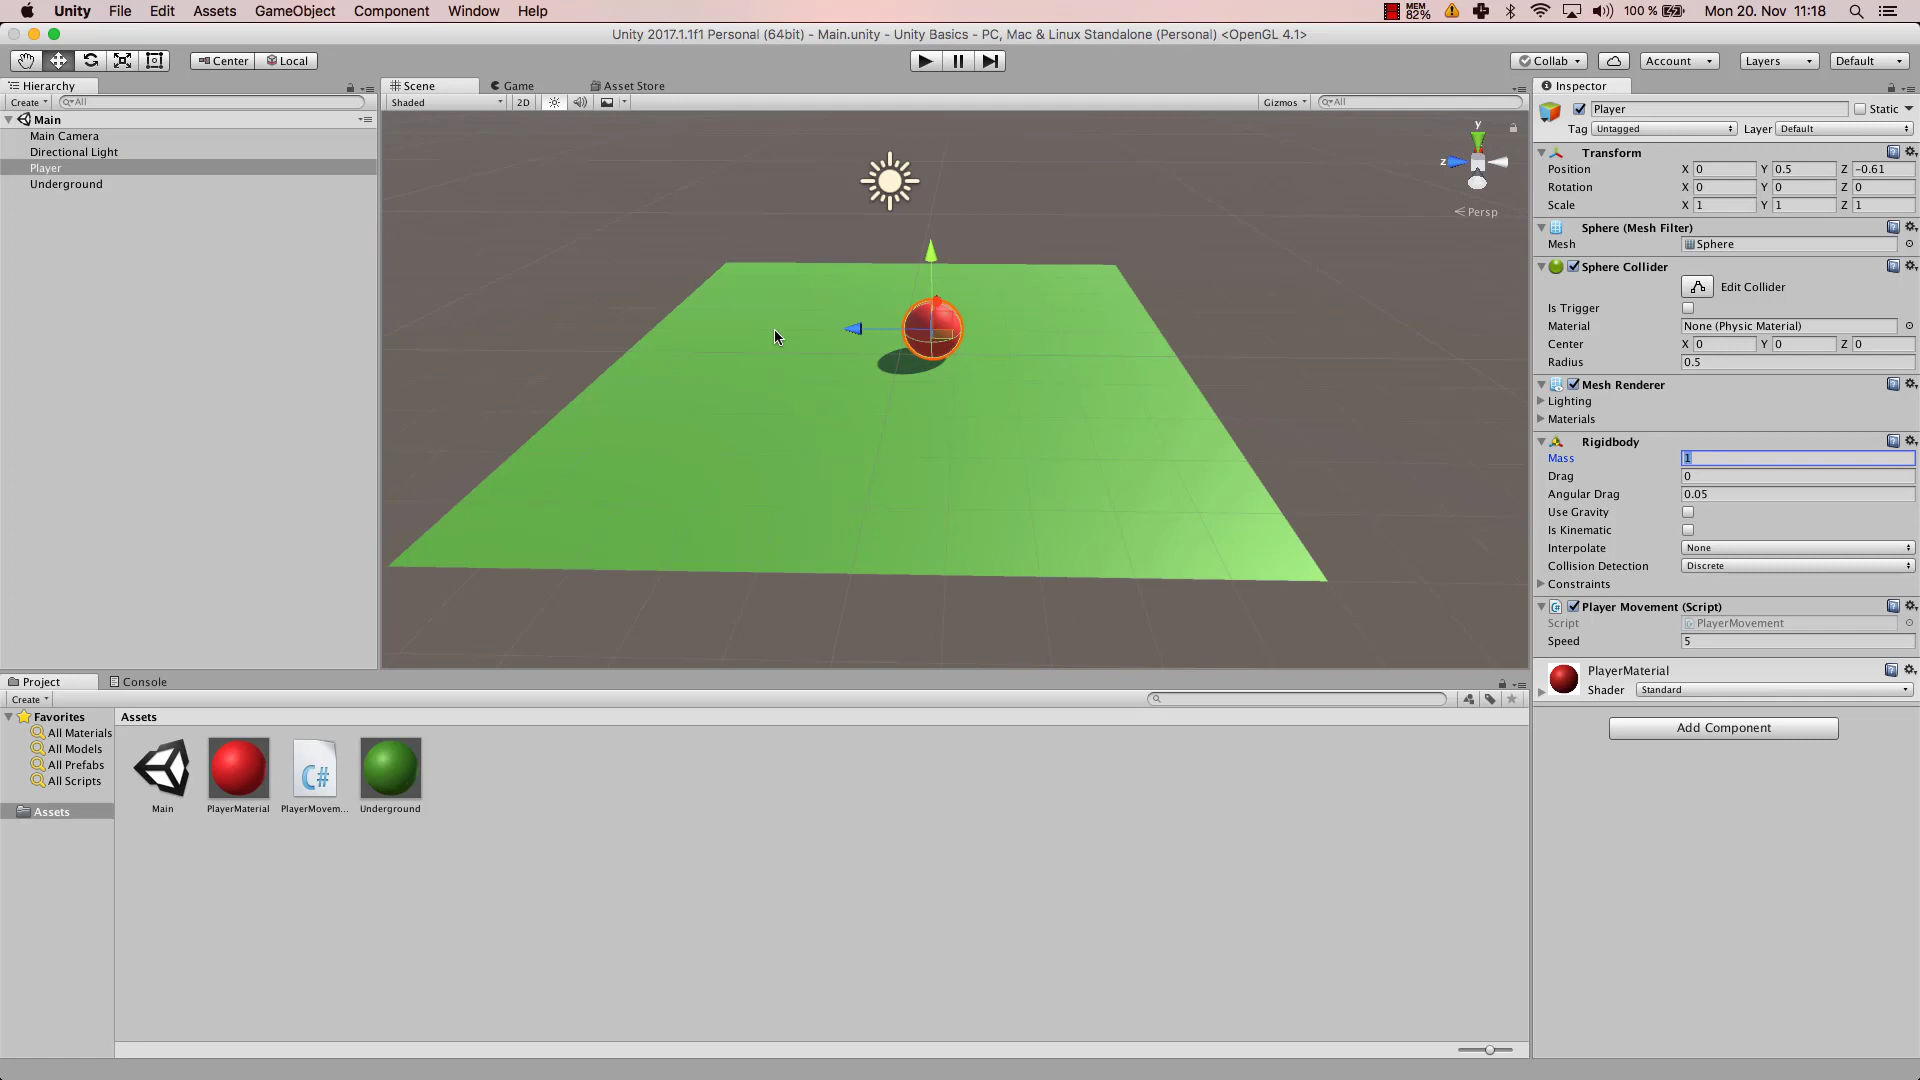 Unity File Edit Assets GameObject Component Window Help MEM 82% 100 % Mon 20. Nov 11:18
Unity 2017.1.1f1 Personal (64bit) - Main.unity - Unity Basics - PC, Mac & Linux Standalone (Personal) <OpenGL 4.1>
Center Local Collab Account Layers Default
Hierarchy
Create All
Main
Main Camera
Directional Light
Player
Underground
Scene Game Asset Store
Shaded 2D Gizmos All
y
z
Persp
Inspector
Player Static
Tag Untagged Layer Default
Transform
Position X 0 Y 0.5 Z -0.61
Rotation X 0 Y 0 Z 0
Scale X 1 Y 1 Z 1
Sphere (Mesh Filter)
Mesh Sphere
Sphere Collider
Edit Collider
Is Trigger
Material None (Physic Material)
Center X 0 Y 0 Z 0
Radius 0.5
Mesh Renderer
Lighting
Materials
Rigidbody
Mass 1
Drag 0
Angular Drag 0.05
Use Gravity
Is Kinematic
Interpolate None
Collision Detection Discrete
Constraints
Player Movement (Script)
Script PlayerMovement
Speed 5
PlayerMaterial
Shader Standard
Add Component
Project Console
Create
Favorites
All Materials
All Models
All Prefabs
All Scripts
Assets
Assets
C#
Main PlayerMaterial PlayerMovem... Underground